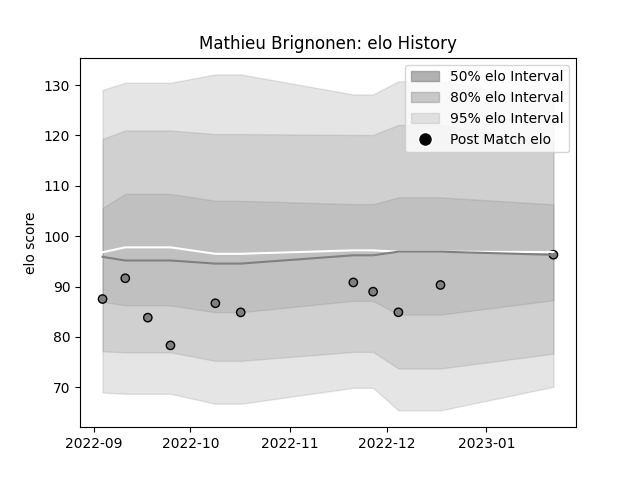 Mathieu Brignonen: elo History
50% elo Interval
80% elo Interval
95% elo Interval
Post Match elo
elo score
130
120
110
100
90
80
70
2022-09
2022-10
2022-11
2022-12
2023-01